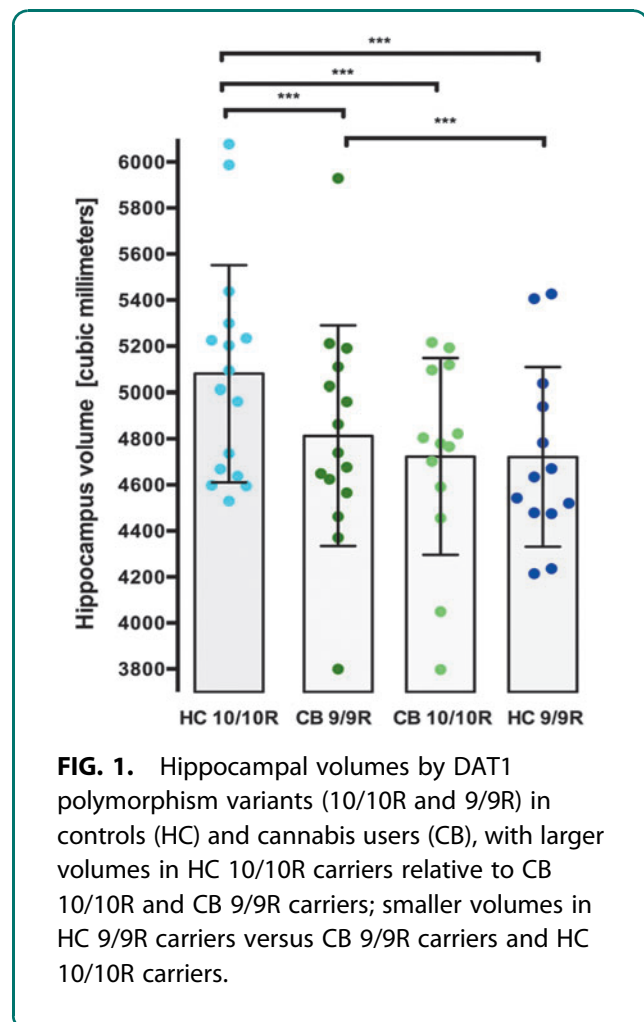 ***
***
***
***
Hippocampus volume [cubic millimeters]
6000
5800
5600
5400
5200
5000
4800
4600
4400
4200
4000
3800
HC 10/10R CB 9/9R CB 10/10R HC 9/9R
FIG. 1. Hippocampal volumes by DAT1
polymorphism variants (10/10R and 9/9R) in
controls (HC) and cannabis users (CB), with larger
volumes in HC 10/10R carriers relative to CB
10/10R and CB 9/9R carriers; smaller volumes in
HC 9/9R carriers versus CB 9/9R carriers and HC
10/10R carriers.